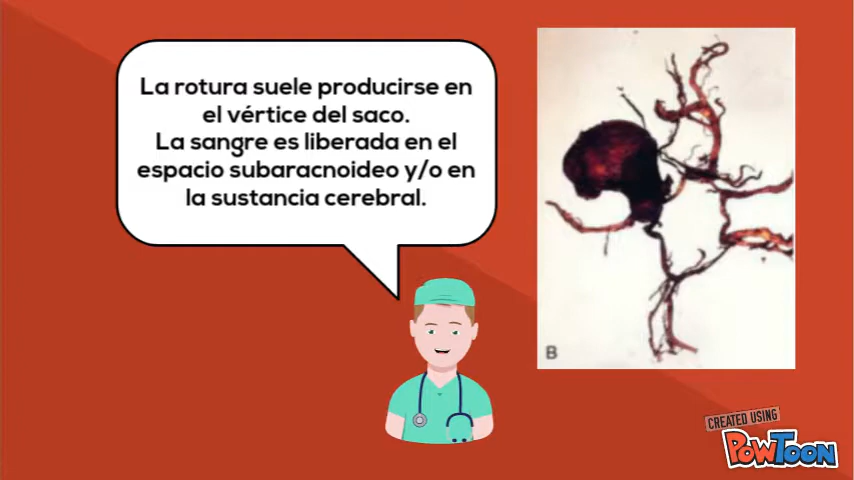 La rotura suele producirse en
el vértice del saco.
La sangre es liberada en el
espacio subaracnoideo y/o en
la sustancia cerebral.
B
CREATED USING
POWTOON